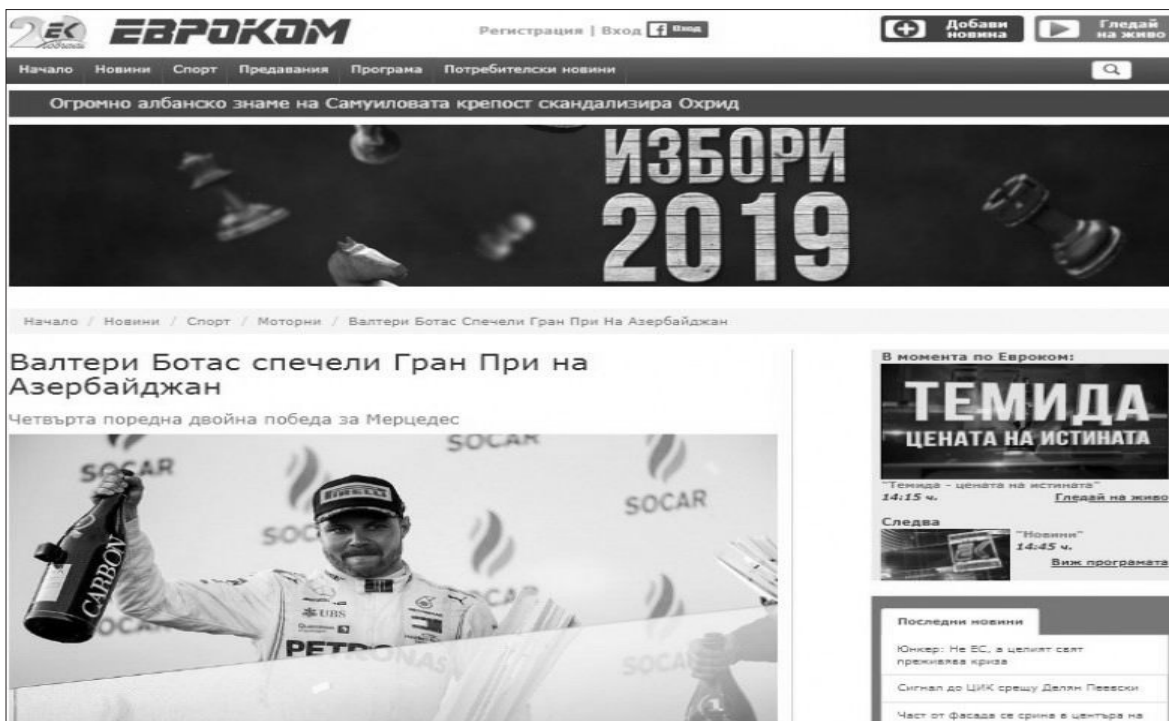 20 ЕК години ЕВРОКОМ
Регистрация | Вход f Вход
Добави новина
Гледай на живо
Начало Новини Спорт Предавания Програма Потребителски новини
Огромно албанско знаме на Самуиловата крепост скандализира Охрид
ИЗБОРИ
2019
Начало / Новини / Спорт / Моторни / Валтери Ботас Спечели Гран При На Азербайджан
Валтери Ботас спечели Гран При на
Азербайджан
Четвърта поредна двойна победа за Мерцедес
SOCAR
SOCAR
SOCAR
PIRELLI
CARBON
UBS
PETRONAS
SOCA
В момента по Евроком:
ТЕМИДА
ЦЕНАТА НА ИСТИНАТА
"Темида - цената на истината"
14:15 ч. Гледай на живо
Следва
"Новини"
14:45 ч.
Виж програмата
Последни новини
Юнкер: Не ЕС, а целият свят
преживява криза
Сигнал до ЦИК срещу Делян Пеевски
Част от фасада се срина в центъра на